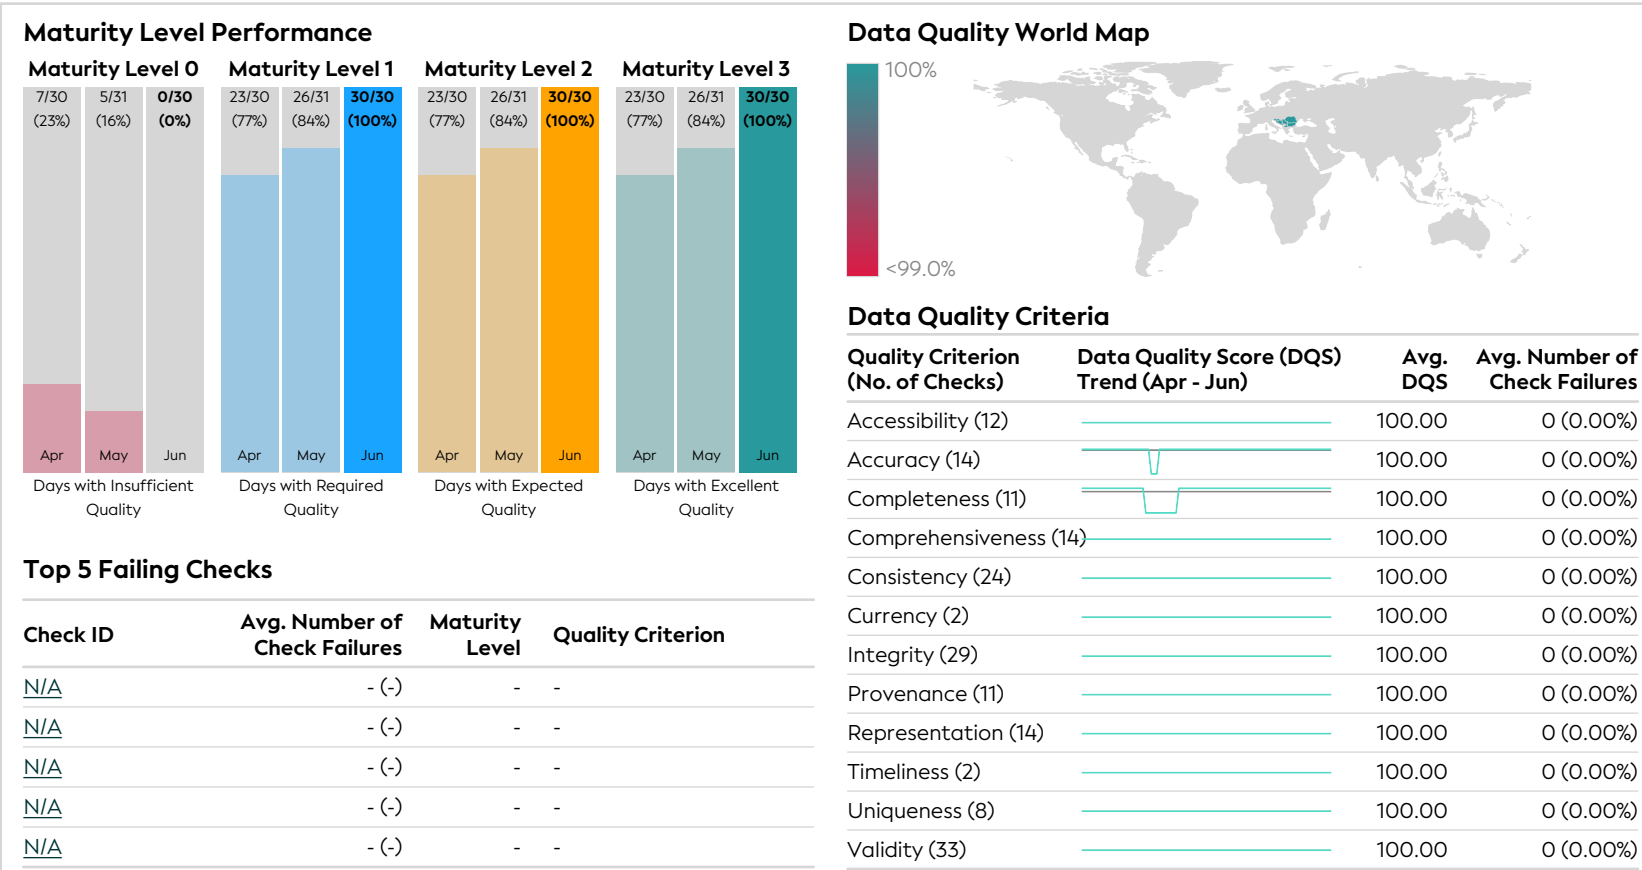 Maturity Level Performance
Maturity Level 0
7/30 5/31 0/30
(23%) (16%) (0%)
Apr May Jun
Days with Insufficient
Quality
Maturity Level 1
23/30 26/31 30/30
(77%) (84%) (100%)
Apr May Jun
Days with Required
Quality
Maturity Level 2
23/30 26/31 30/30
(77%) (84%) (100%)
Apr May Jun
Days with Expected
Quality
Maturity Level 3
23/30 26/31 30/30
(77%) (84%) (100%)
Apr May Jun
Days with Excellent
Quality
Top 5 Failing Checks
Check ID Avg. Number of Check Failures Maturity Level Quality Criterion
N/A - (-) - -
N/A - (-) - -
N/A - (-) - -
N/A - (-) - -
N/A - (-) - -
Data Quality World Map
100%
<99.0%
Data Quality Criteria
Quality Criterion (No. of Checks) Data Quality Score (DQS) Trend (Apr - Jun) Avg. DQS Avg. Number of Check Failures
Accessibility (12) 100.00 0 (0.00%)
Accuracy (14) 100.00 0 (0.00%)
Completeness (11) 100.00 0 (0.00%)
Comprehensiveness (14) 100.00 0 (0.00%)
Consistency (24) 100.00 0 (0.00%)
Currency (2) 100.00 0 (0.00%)
Integrity (29) 100.00 0 (0.00%)
Provenance (11) 100.00 0 (0.00%)
Representation (14) 100.00 0 (0.00%)
Timeliness (2) 100.00 0 (0.00%)
Uniqueness (8) 100.00 0 (0.00%)
Validity (33) 100.00 0 (0.00%)